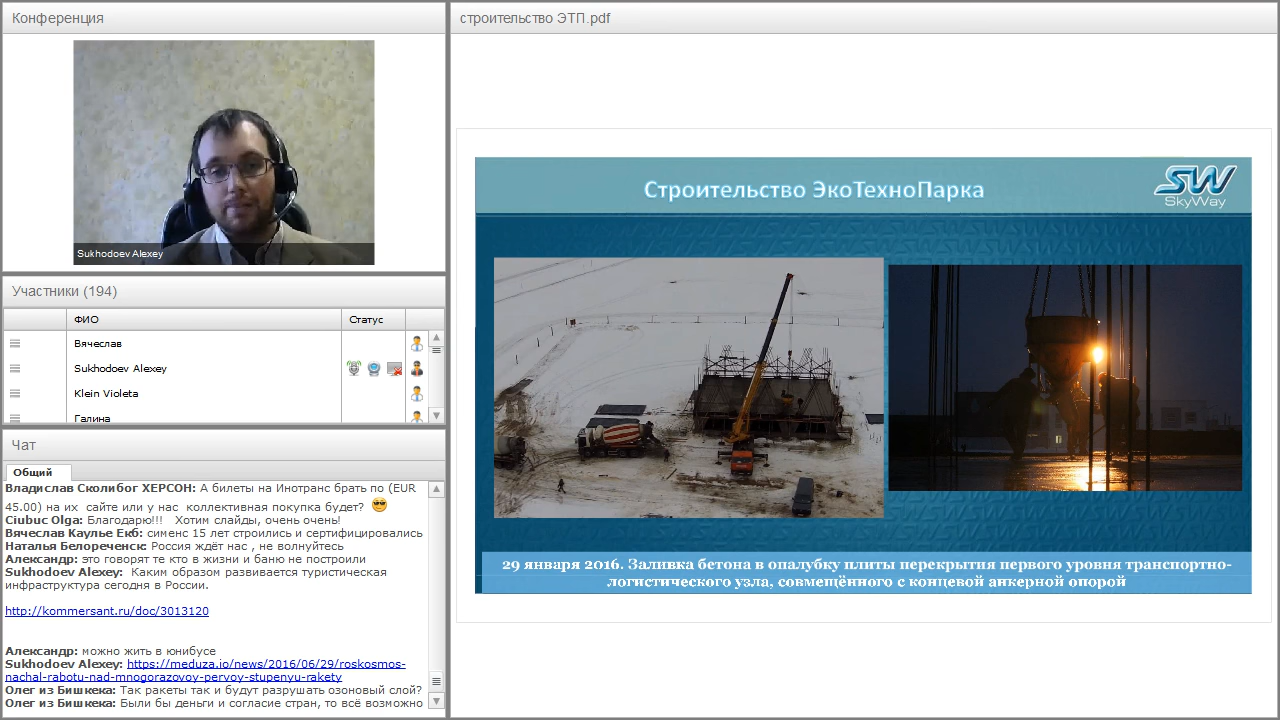 Конференция
Sukhodoev Alexey
Участники (194)
ФИО
Статус
Вячеслав
Sukhodoev Alexey
Klein Violeta
Галина
Чат
Общий
Владислав Сколибог ХЕРСОН: А билеты на Инотранс брать по (EUR
45.00) на их сайте или у нас коллективная покупка будет?
Ciubuc Olga: Благодарю!!! Хотим слайды, очень очень!
Вячеслав Каулье Екб: сименс 15 лет строились и сертифицировались
Наталья Белореченск: Россия ждёт нас , не волнуйтесь
Александр: это говорят те кто в жизни и баню не построили
Sukhodoev Alexey: Каким образом развивается туристическая
инфраструктура сегодня в России.
http://kommersant.ru/doc/3013120
Александр: можно жить в юнибусе
Sukhodoev Alexey: https://meduza.io/news/2016/06/29/roskosmos-
nachal-rabotu-nad-mnogorazovoy-pervoy-stupenyu-rakety
Олег из Бишкека: Так ракеты так и будут разрушать озоновый слой?
Олег из Бишкека: Были бы деньги и согласие стран, то всё возможно
строительство ЭТП.pdf
Строительство ЭкоТехноПарка
SW
SkyWay
29 января 2016. Заливка бетона в опалубку плиты перекрытия первого уровня транспортно-
логистического узла, совмещённого с концевой анкерной опорой